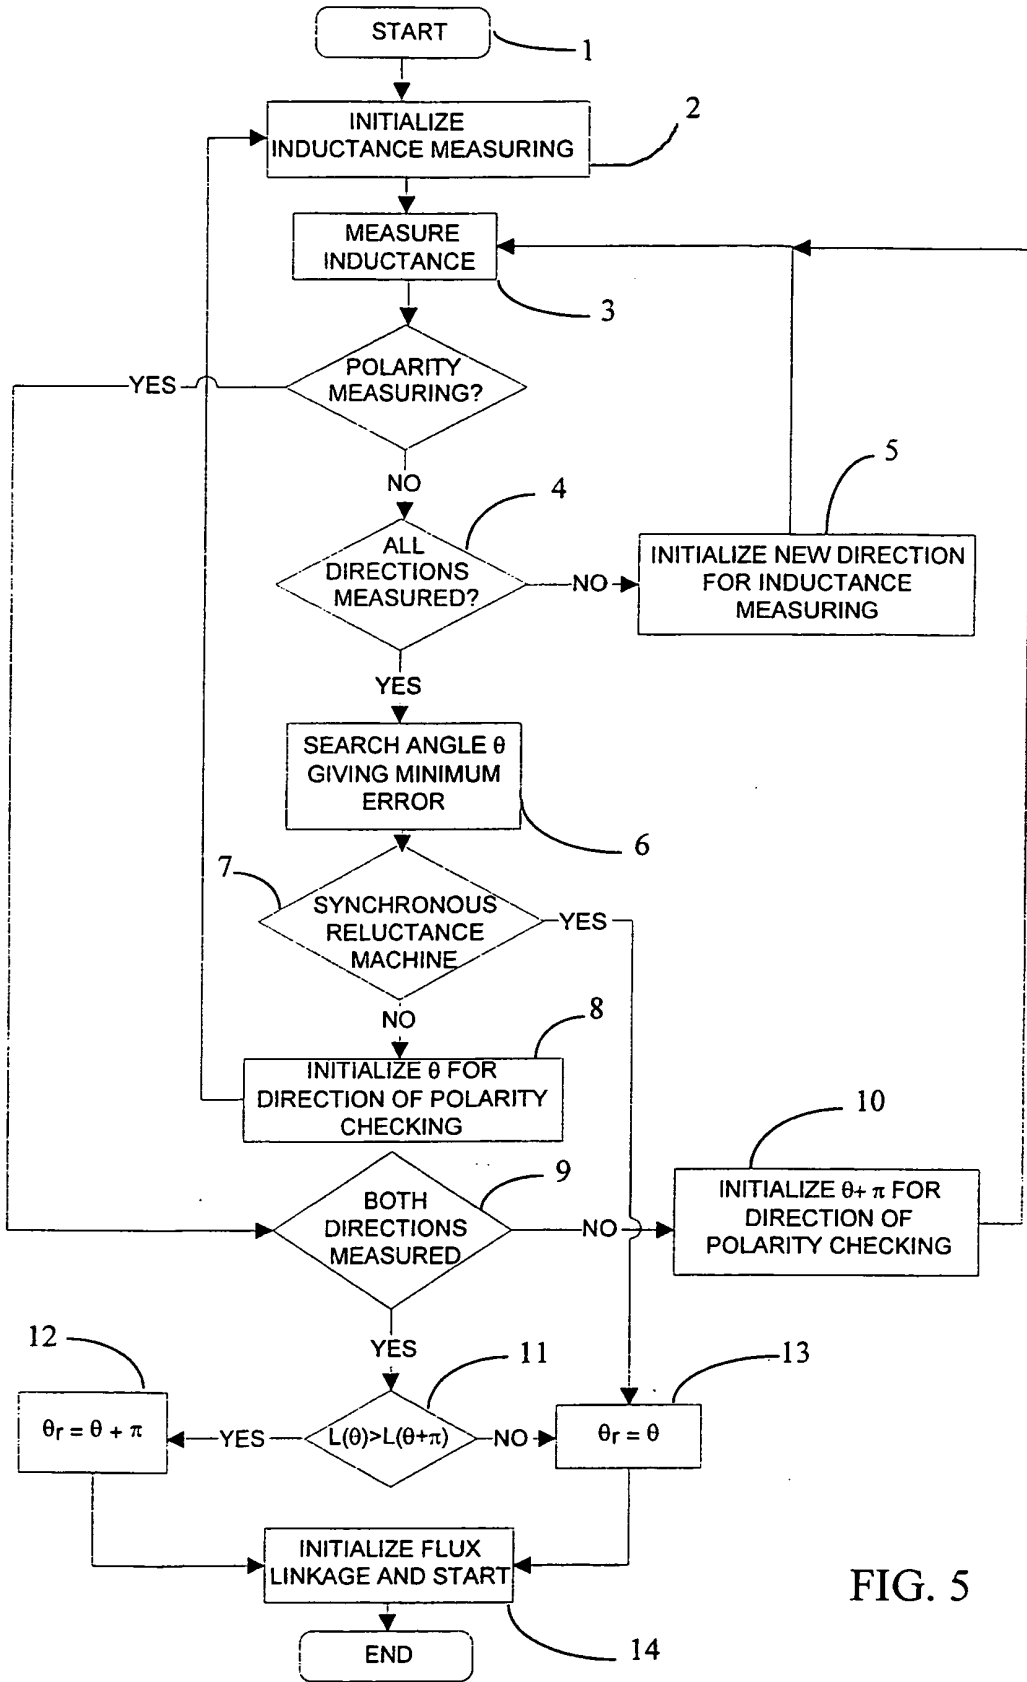 START
1
INITIALIZE
INDUCTANCE MEASURING
2
MEASURE
INDUCTANCE
3
POLARITY
MEASURING?
YES
NO
4
5
ALL
DIRECTIONS
MEASURED?
NO
INITIALIZE NEW DIRECTION
FOR INDUCTANCE
MEASURING
YES
SEARCH ANGLE θ
GIVING MINIMUM
ERROR
6
7
SYNCHRONOUS
RELUCTANCE
MACHINE
YES
NO
8
INITIALIZE θ FOR
DIRECTION OF POLARITY
CHECKING
9
10
BOTH
DIRECTIONS
MEASURED
NO
INITIALIZE θ+ π FOR
DIRECTION OF
POLARITY CHECKING
YES
12
11
13
θr = θ + π
YES
L(θ)>L(θ+π)
NO
θr = θ
INITIALIZE FLUX
LINKAGE AND START
14
END
FIG. 5